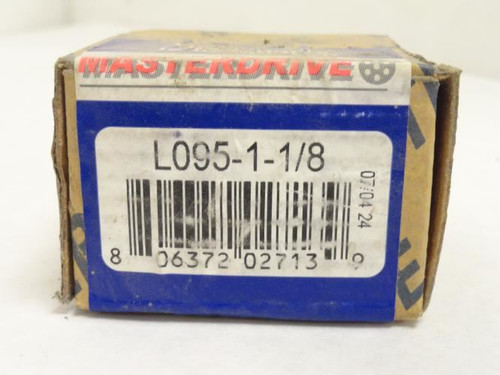 MASTERDRIVE
L095-1-1/8
07/04 24
8 06372 02713 9